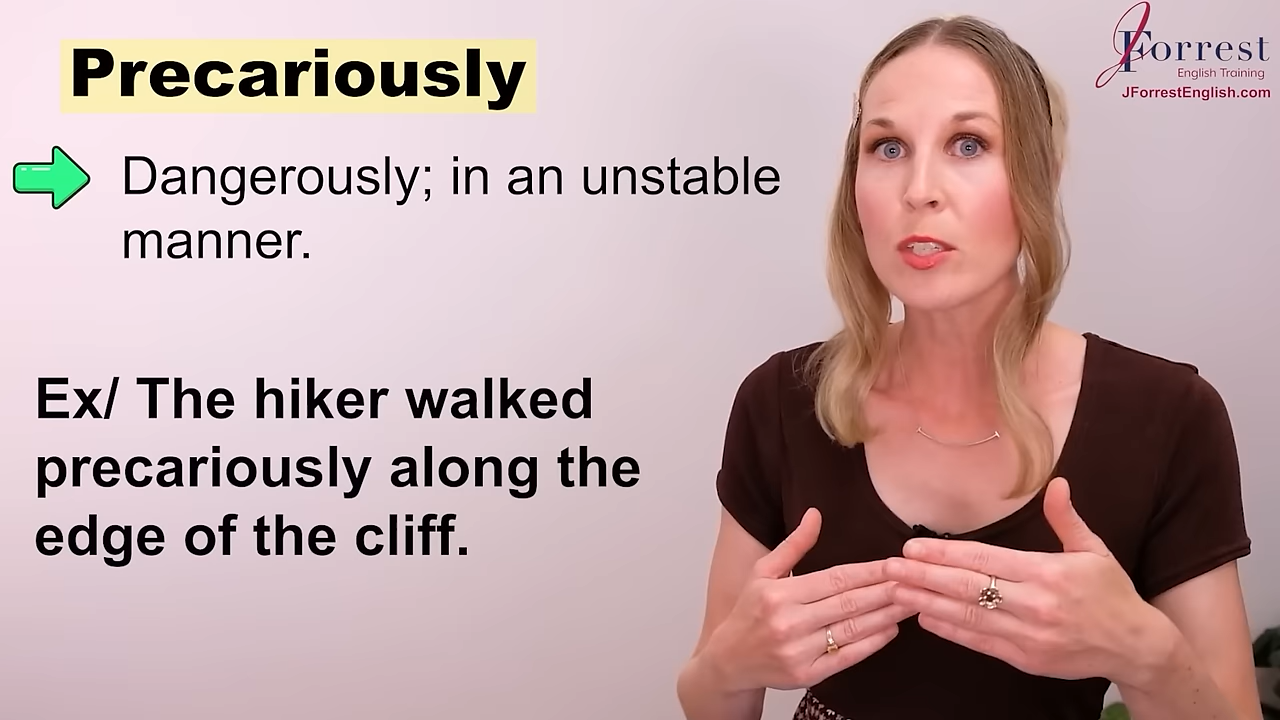 Precariously
Dangerously; in an unstable
manner.
Ex/ The hiker walked
precariously along the
edge of the cliff.
JForrest
English Training
JForrestEnglish.com